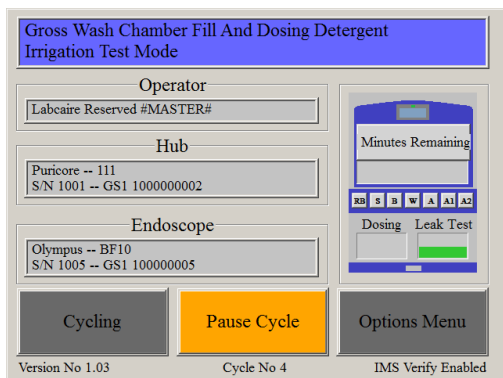 Gross Wash Chamber Fill And Dosing Detergent
Irrigation Test Mode
Operator
Labcaire Reserved #MASTER#
Hub
Puricore -- 111
S/N 1001 -- GS1 1000000002
Endoscope
Olympus -- BF10
S/N 1005 -- GS1 100000005
Minutes Remaining
RB S B W A A1 A2
Dosing Leak Test
Cycling
Pause Cycle
Options Menu
Version No 1.03
Cycle No 4
IMS Verify Enabled